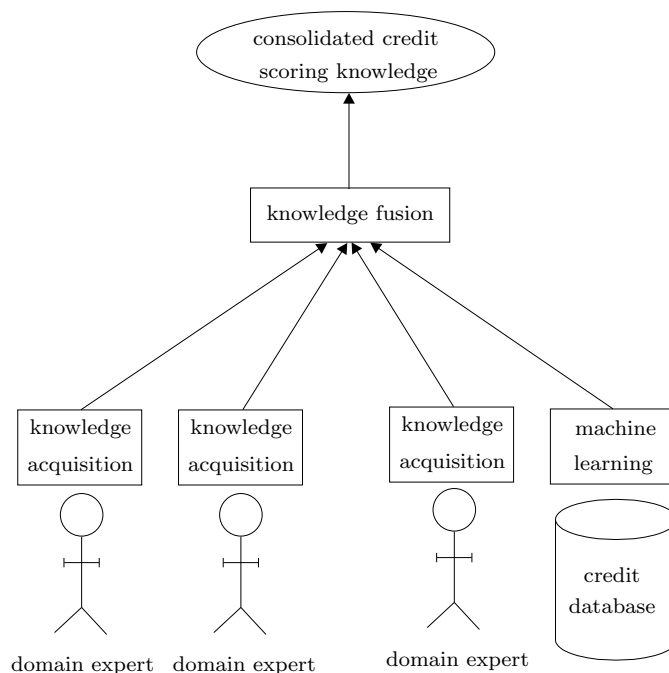 consolidated credit
scoring knowledge
knowledge fusion
knowledge
acquisition
knowledge
acquisition
knowledge
acquisition
machine
learning
credit
database
domain expert
domain expert
domain expert